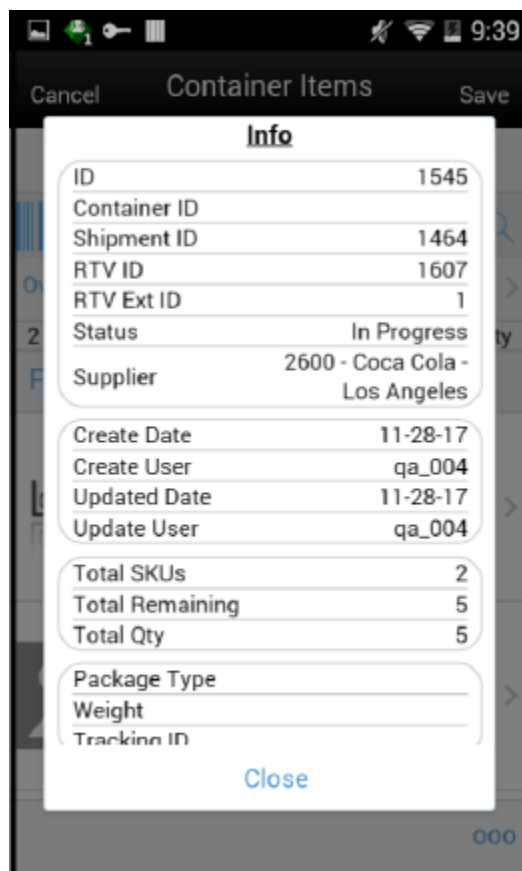 1
9:39
Cancel Container Items Save
Info
ID 1545
Container ID
Shipment ID 1464
RTV ID 1607
RTV Ext ID 1
Status In Progress
Supplier 2600 - Coca Cola -
Los Angeles
Create Date 11-28-17
Create User qa_004
Updated Date 11-28-17
Update User qa_004
Total SKUs 2
Total Remaining 5
Total Qty 5
Package Type
Weight
Tracking ID
Close
2
ty
F